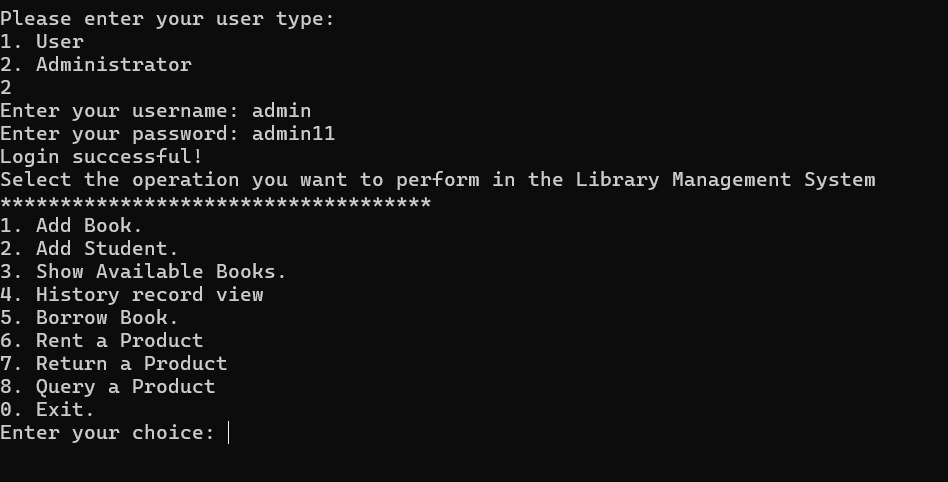 Please enter your user type:
1. User
2. Administrator
2
Enter your username: admin
Enter your password: admin11
Login successful!
Select the operation you want to perform in the Library Management System
************************************
1. Add Book.
2. Add Student.
3. Show Available Books.
4. History record view
5. Borrow Book.
6. Rent a Product
7. Return a Product
8. Query a Product
0. Exit.
Enter your choice: